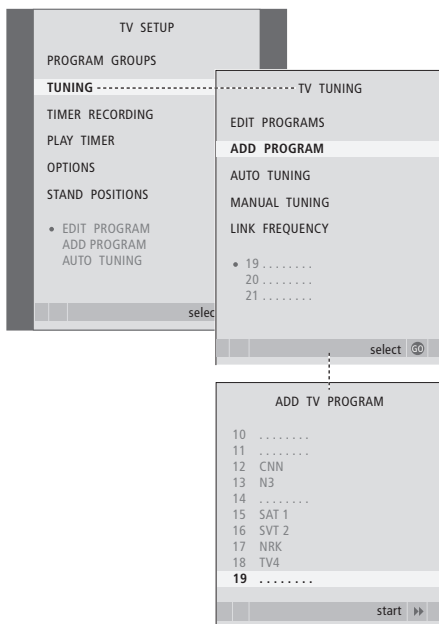 TV SETUP
PROGRAM GROUPS
TUNING
TIMER RECORDING
PLAY TIMER
OPTIONS
STAND POSITIONS
• EDIT PROGRAM
ADD PROGRAM
AUTO TUNING
selec
TV TUNING
EDIT PROGRAMS
ADD PROGRAM
AUTO TUNING
MANUAL TUNING
LINK FREQUENCY
• 19 ........
20 ........
21 ........
select GO
ADD TV PROGRAM
10 ........
11 ........
12 CNN
13 N3
14 ........
15 SAT 1
16 SVT 2
17 NRK
18 TV4
19 ........
start